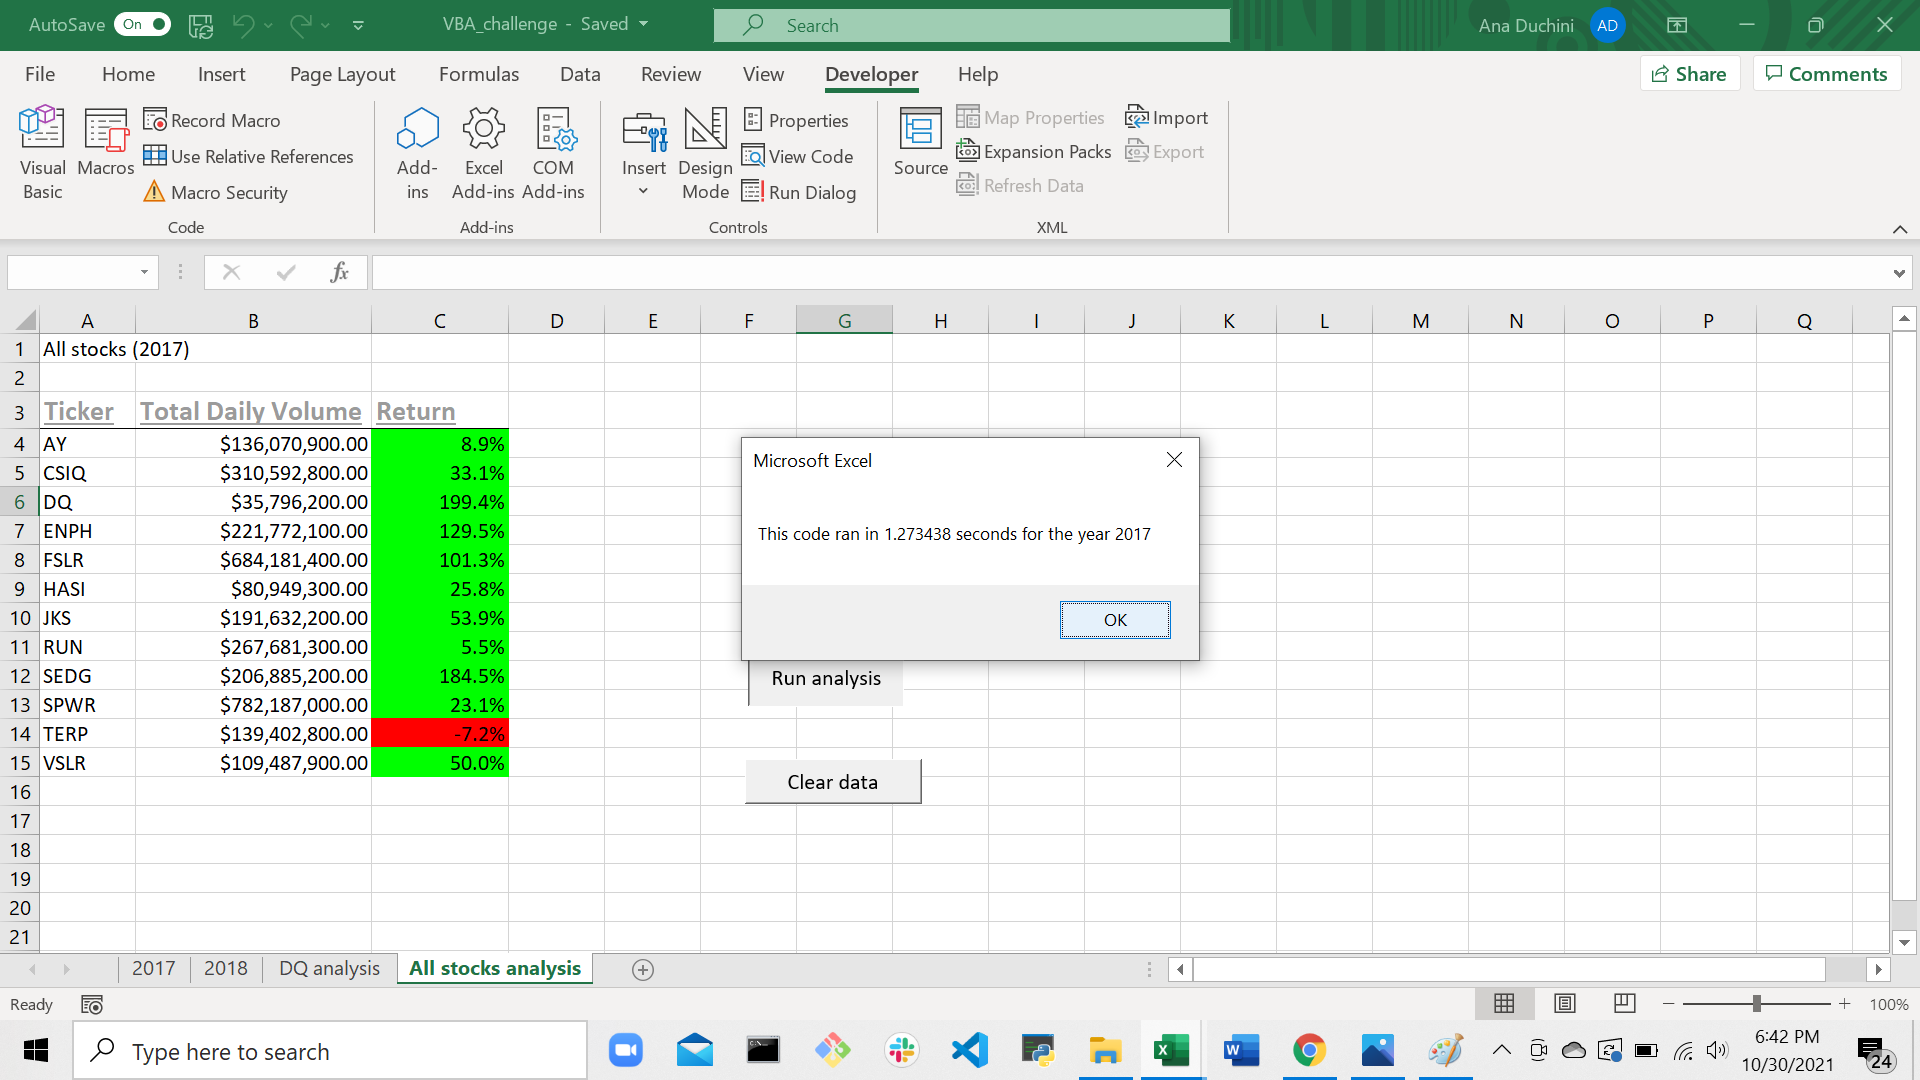 AutoSave On VBA_challenge - Saved Search Ana Duchini AD
File Home Insert Page Layout Formulas Data Review View Developer Help Share Comments
Visual Basic
Macros
Record Macro
Use Relative References
Macro Security
Code
Add-ins
Excel Add-ins
COM Add-ins
Add-ins
Insert
Design Mode
Properties
View Code
Run Dialog
Controls
Source
Map Properties
Expansion Packs
Refresh Data
Import
Export
XML
fx
A B C D E F G H I J K L M N O P Q
1 All stocks (2017)
2
3 Ticker Total Daily Volume Return
4 AY $136,070,900.00 8.9%
5 CSIQ $310,592,800.00 33.1%
6 DQ $35,796,200.00 199.4%
7 ENPH $221,772,100.00 129.5%
8 FSLR $684,181,400.00 101.3%
9 HASI $80,949,300.00 25.8%
10 JKS $191,632,200.00 53.9%
11 RUN $267,681,300.00 5.5%
12 SEDG $206,885,200.00 184.5%
13 SPWR $782,187,000.00 23.1%
14 TERP $139,402,800.00 -7.2%
15 VSLR $109,487,900.00 50.0%
16
17
18
19
20
21
Microsoft Excel
This code ran in 1.273438 seconds for the year 2017
OK
Run analysis
Clear data
2017 2018 DQ analysis All stocks analysis
Ready 100%
Type here to search
6:42 PM
10/30/2021
24